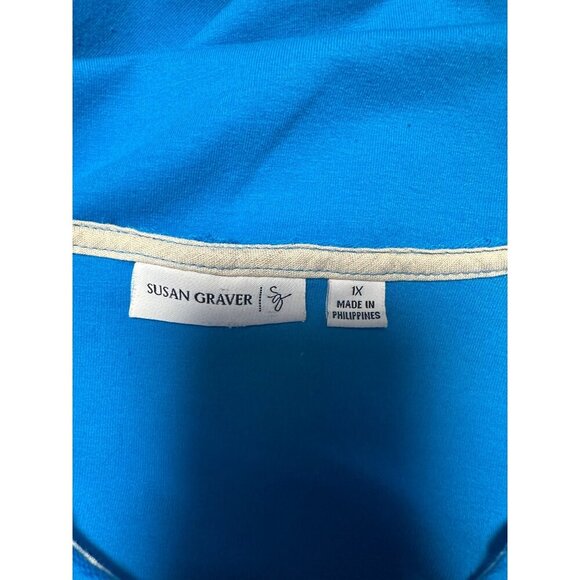 SUSAN GRAVER | Sg
1X
MADE IN
PHILIPPINES